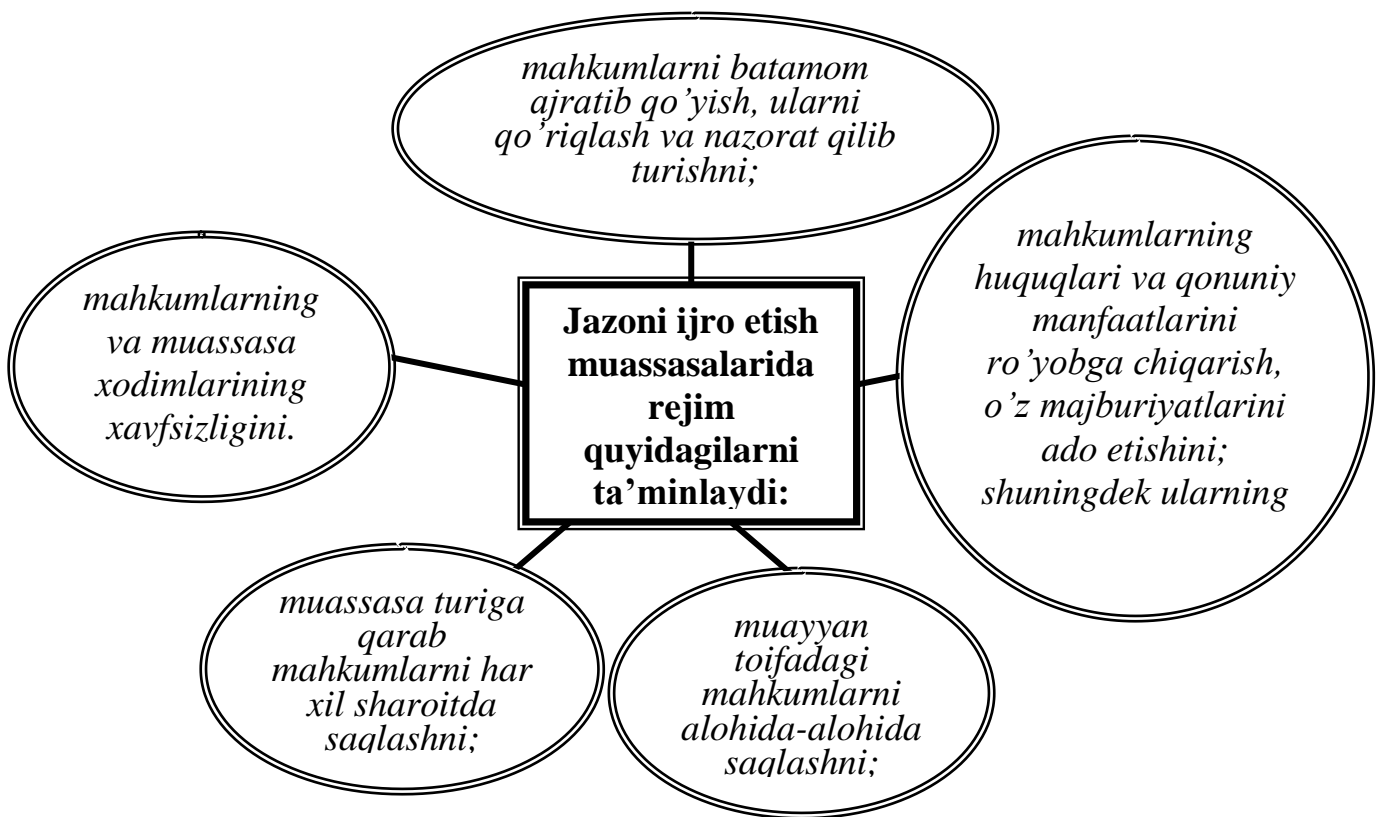 mahkumlarni batamom
ajratib qo’yish, ularni
qo’riqlash va nazorat qilib
turishni;
mahkumlarning
huquqlari va qonuniy
manfaatlarini
ro’yobga chiqarish,
o’z majburiyatlarini
ado etishini;
shuningdek ularning
mahkumlarning
va muassasa
xodimlarining
xavfsizligini.
Jazoni ijro etish
muassasalarida
rejim
quyidagilarni
ta’minlaydi:
muassasa turiga
qarab
mahkumlarni har
xil sharoitda
saqlashni;
muayyan
toifadagi
mahkumlarni
alohida-alohida
saqlashni;